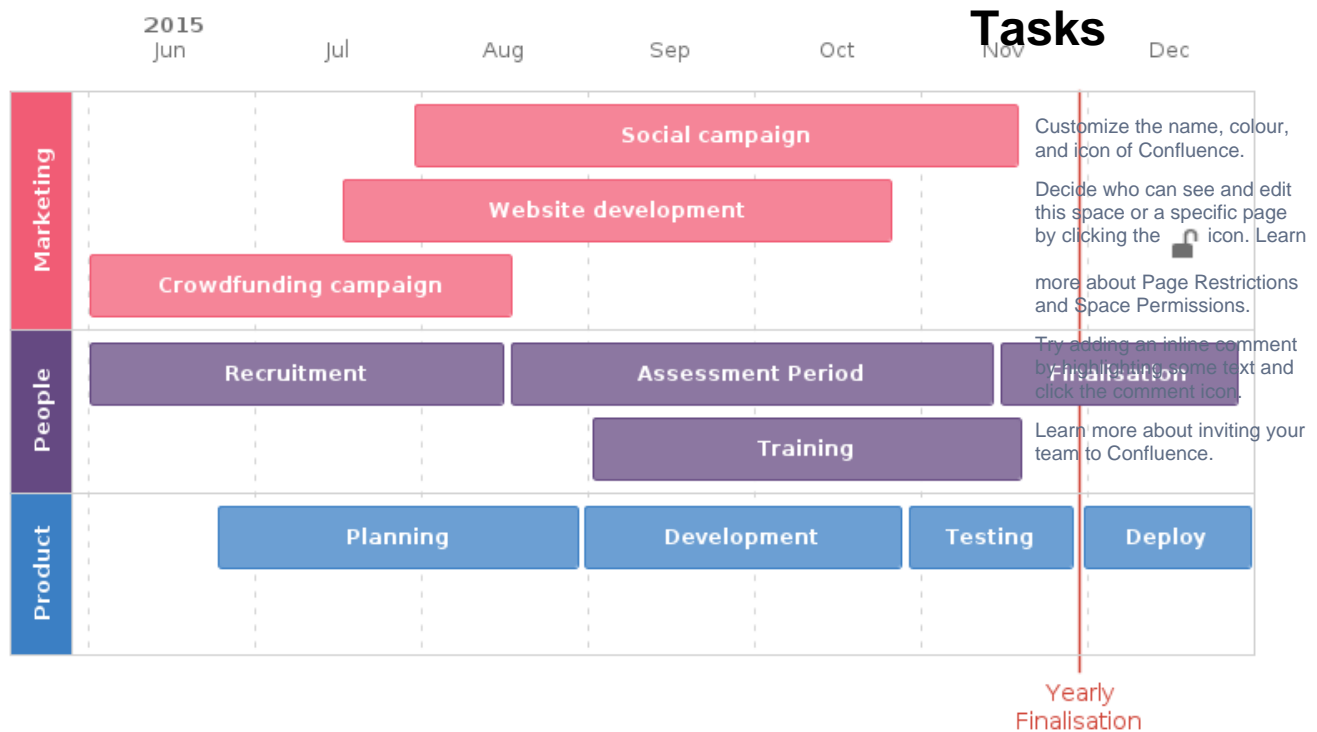 Tasks
2015
Jun Jul Aug Sep Oct Nov Dec
Marketing
Social campaign
Website development
Crowdfunding campaign
Customize the name, colour,
and icon of Confluence.
Decide who can see and edit
this space or a specific page
by clicking the icon. Learn
more about Page Restrictions
and Space Permissions.
People
Recruitment
Assessment Period
Finalisation
Training
Try adding an inline comment
by highlighting some text and
click the comment icon.
Learn more about inviting your
team to Confluence.
Product
Planning
Development
Testing
Deploy
Yearly
Finalisation